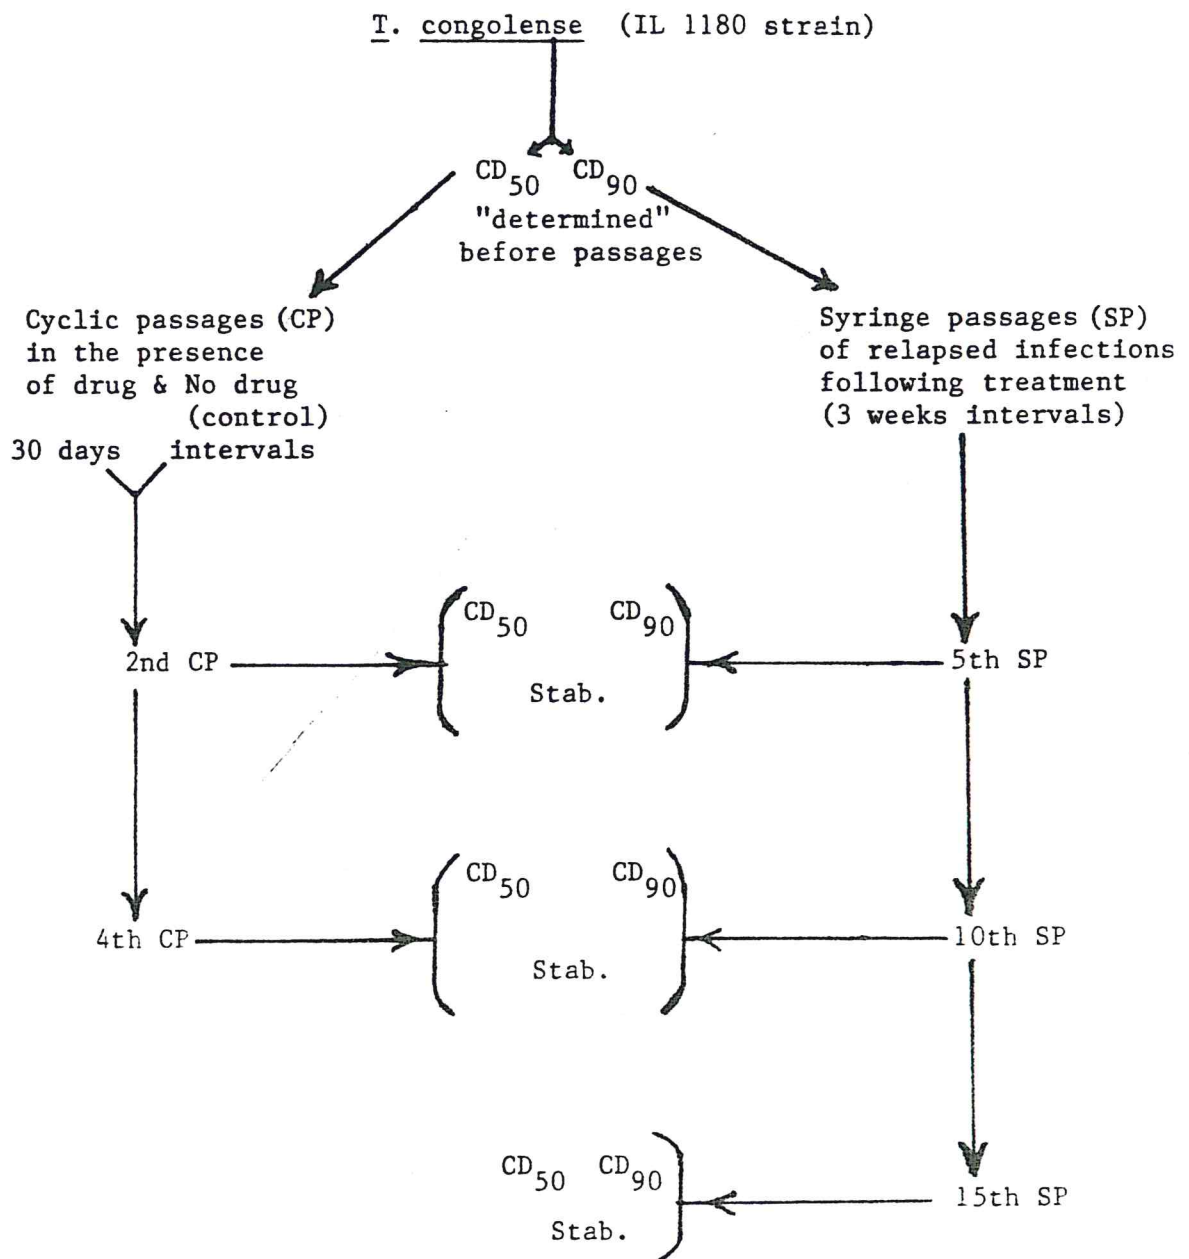 T. congolense (IL 1180 strain)
CD50 CD90
"determined"
before passages
Cyclic passages (CP)
in the presence
of drug & No drug
(control)
30 days intervals
Syringe passages (SP)
of relapsed infections
following treatment
(3 weeks intervals)
CD50 CD90
2nd CP
5th SP
Stab.
CD50 CD90
4th CP
10th SP
Stab.
CD50 CD90
15th SP
Stab.